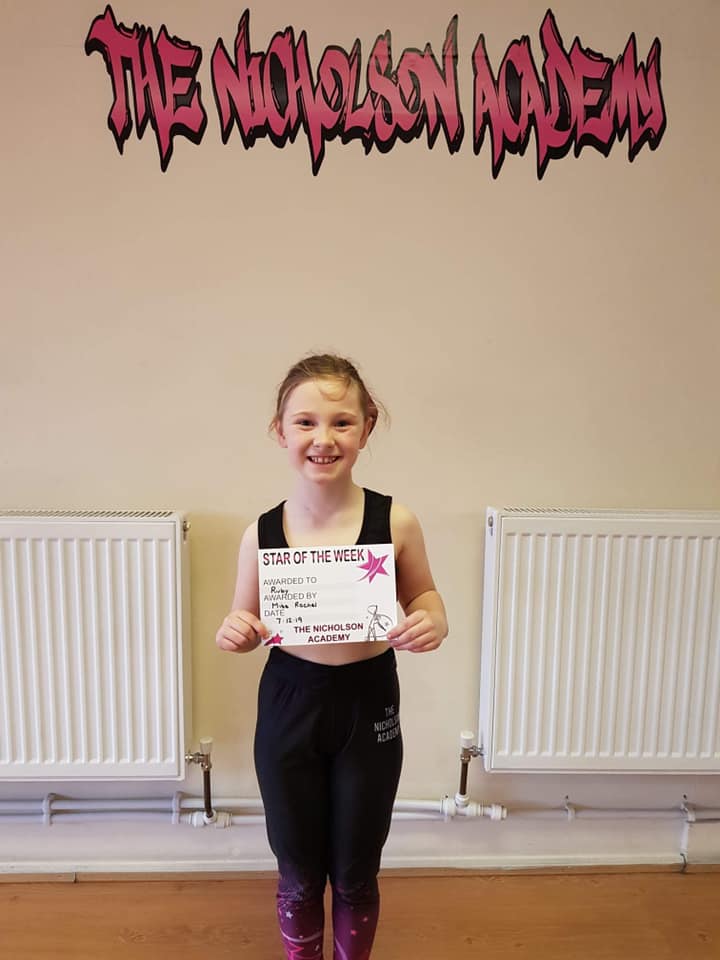 THE NICHOLSON ACADEMY
STAR OF THE WEEK
AWARDED TO
Ruby
AWARDED BY
Miss Rachel
DATE
7.12.19
THE NICHOLSON
ACADEMY
THE
NICHOLSON
ACADEMY